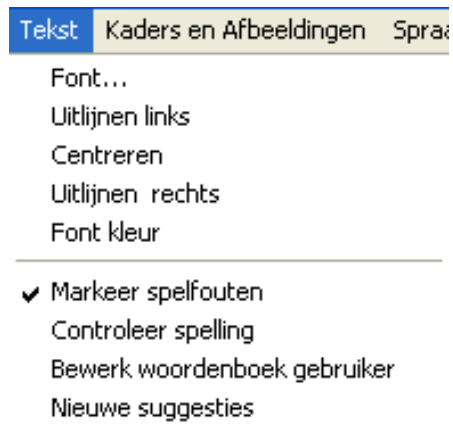 Tekst Kaders en Afbeeldingen Spraa
Font...
Uitlijnen links
Centreren
Uitlijnen rechts
Font kleur
Markeer spelfouten
Controleer spelling
Bewerk woordenboek gebruiker
Nieuwe suggesties